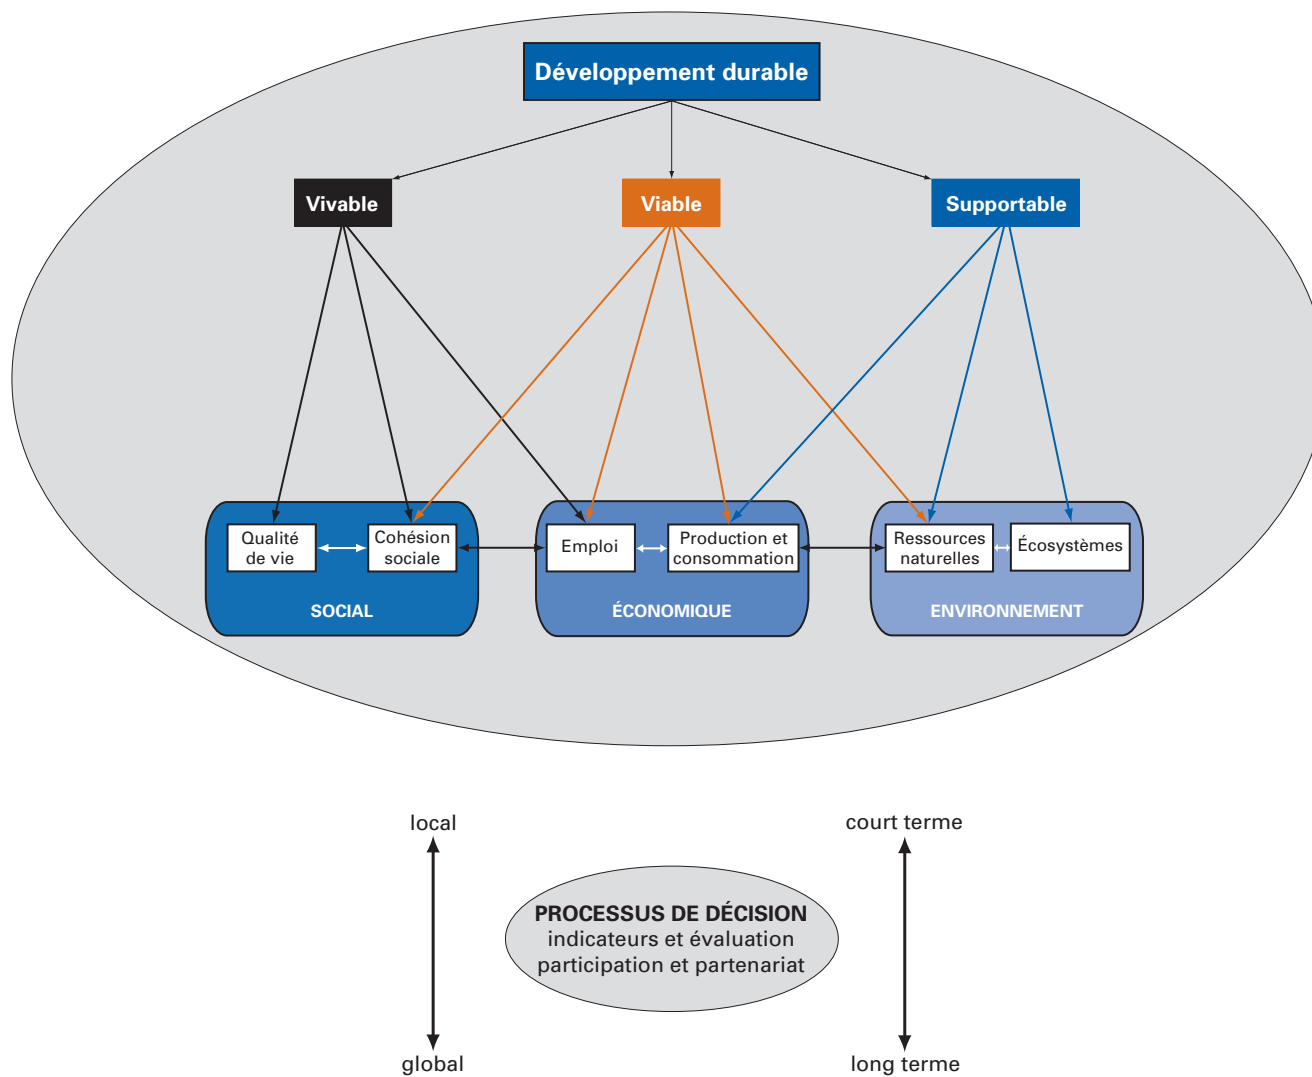 Développement durable
Vivable
Viable
Supportable
Qualité
de vie
Cohésion
sociale
Emploi
Production et
consommation
Ressources
naturelles
Écosystèmes
SOCIAL
ÉCONOMIQUE
ENVIRONNEMENT
local
court terme
PROCESSUS DE DÉCISION
indicateurs et évaluation
participation et partenariat
global
long terme